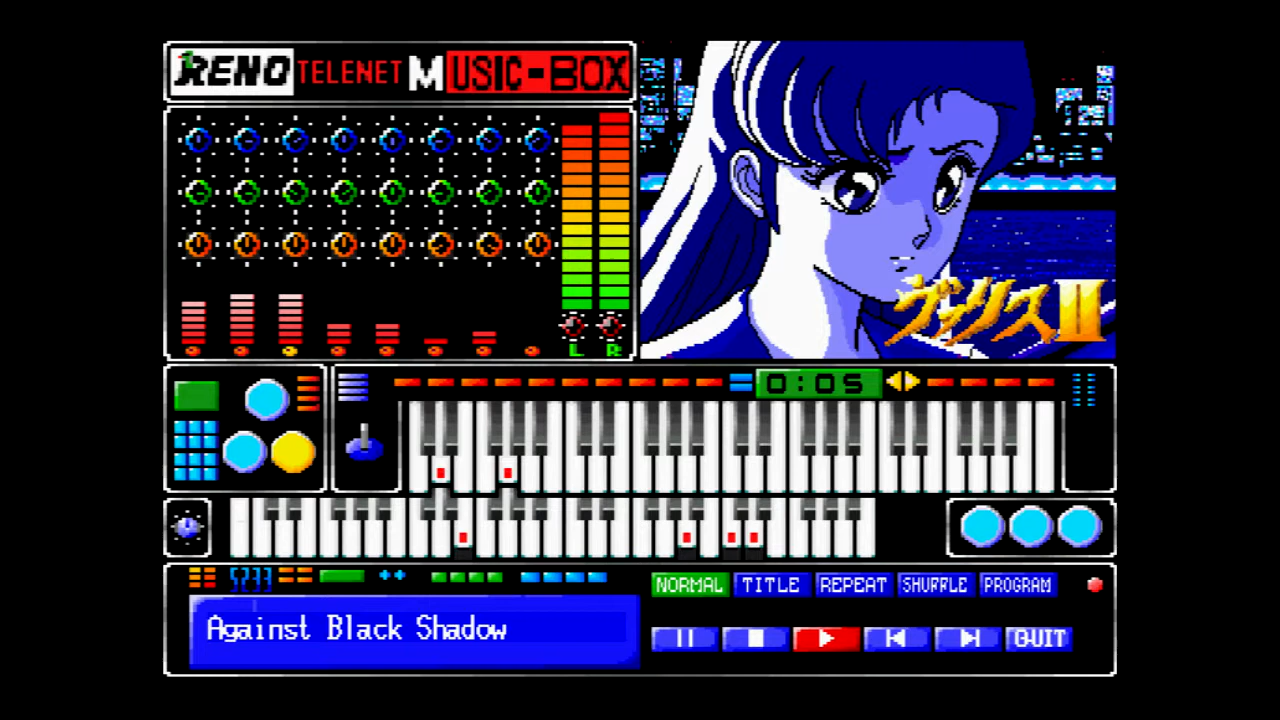 RENO TELENET MUSIC-BOX
ヴァリスII
L R
0:05
NORMAL TITLE REPEAT SHUFFLE PROGRAM
Against Black Shadow
QUIT